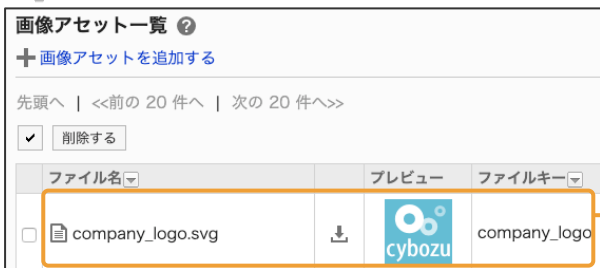 画像アセット一覧 ?
画像アセットを追加する
先頭へ | <<前の 20 件へ | 次の 20 件へ>>
削除する
ファイル名 プレビュー ファイルキー
company_logo.svg cybozu company_logo